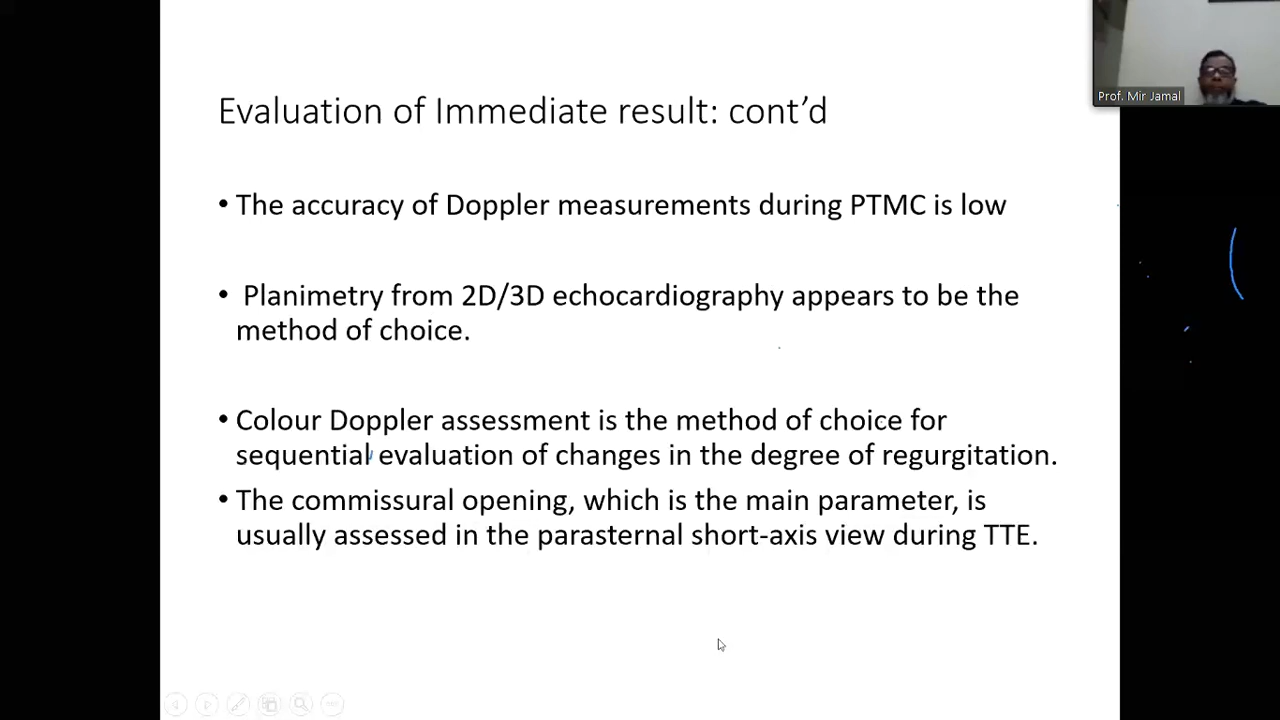 Prof. Mir Jamal
Evaluation of Immediate result: cont’d
• The accuracy of Doppler measurements during PTMC is low
• Planimetry from 2D/3D echocardiography appears to be the
method of choice.
• Colour Doppler assessment is the method of choice for
sequential evaluation of changes in the degree of regurgitation.
• The commissural opening, which is the main parameter, is
usually assessed in the parasternal short-axis view during TTE.